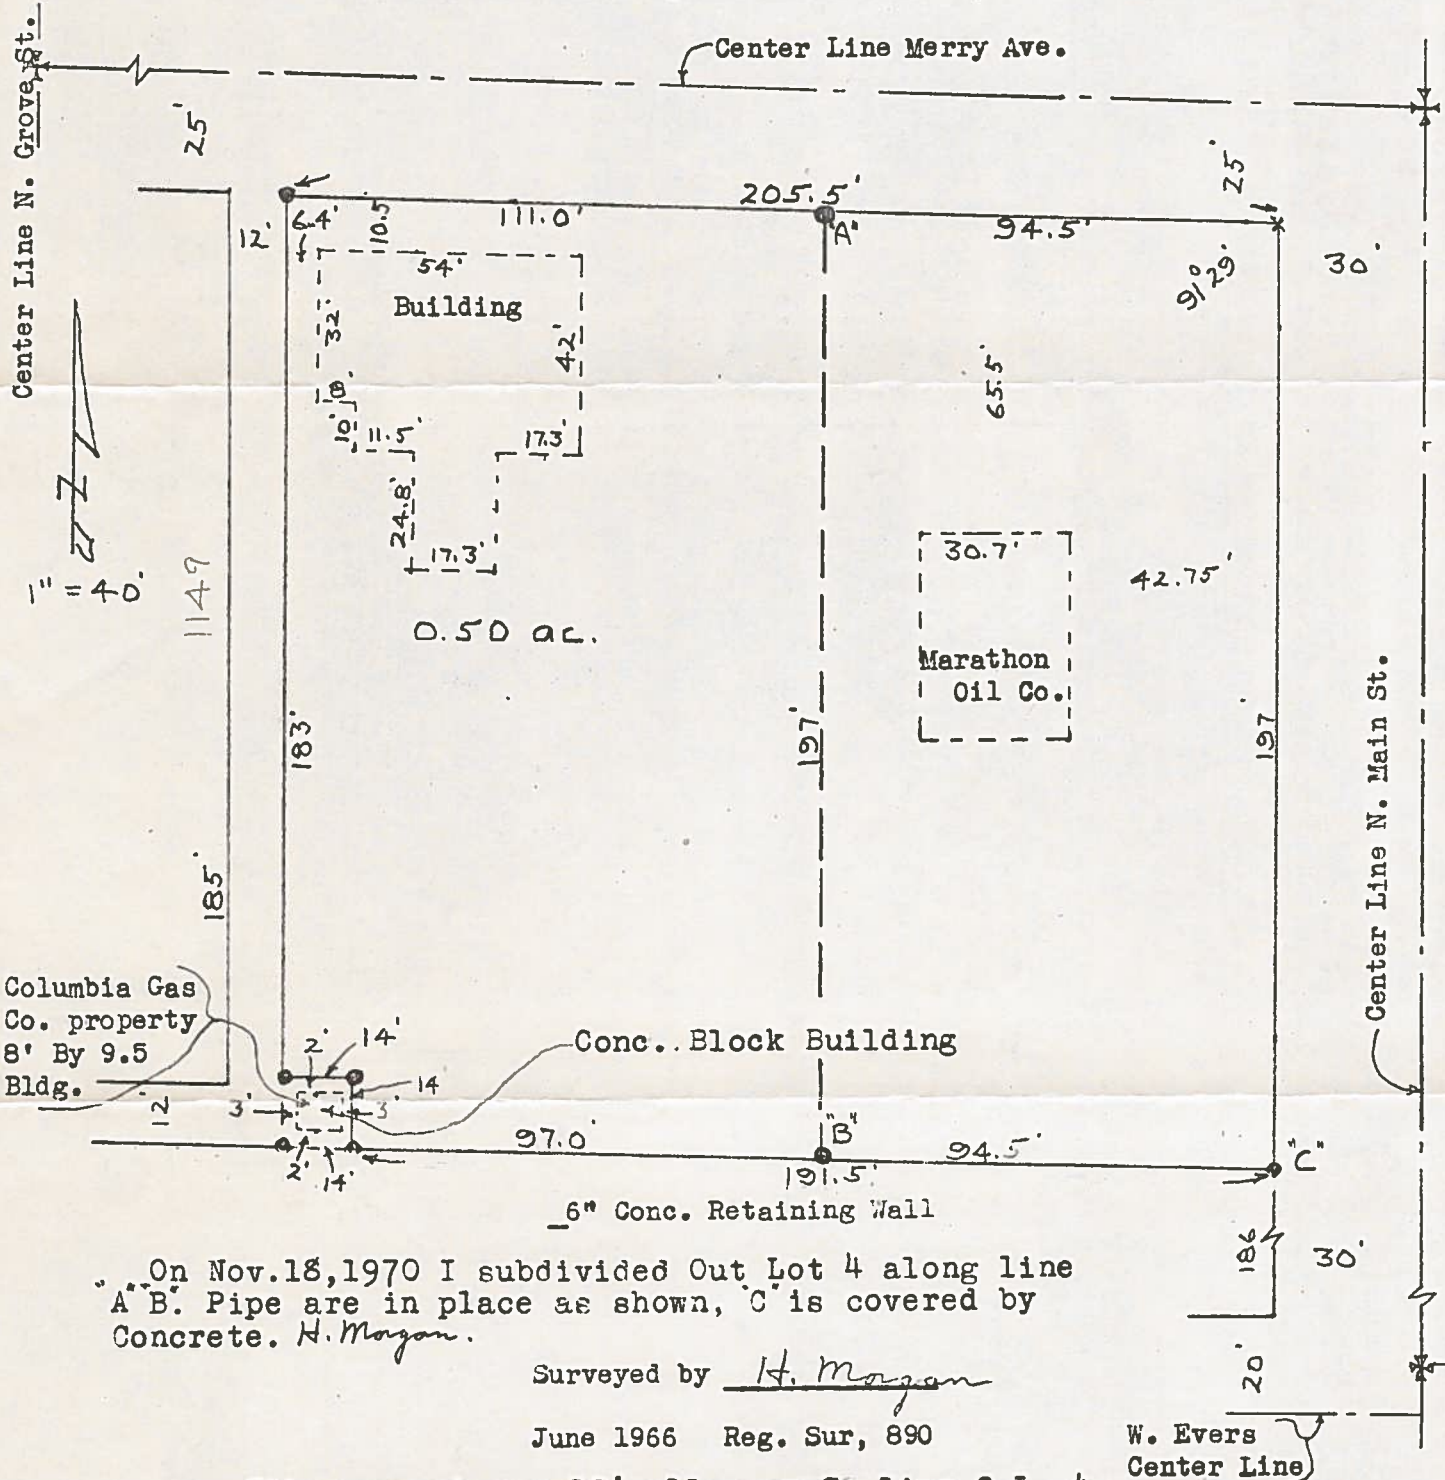 Center Line Merry Ave.
Center Line N. Grove St.
25'
205.5'
25'
12'
6.4'
10.5
111.0'
"A"
94.5'
91°29'
30'
54'
Building
32'
42'
65.5'
8'
10'
11.5'
17.3'
24.8'
17.3'
30.7'
42.75'
1" = 40'
1149
0.50 ac.
Marathon
Oil Co.
183'
197'
197'
Center Line N. Main St.
185'
Columbia Gas
Co. property
8' By 9.5
Bldg.
2'
14'
Conc. Block Building
14
12'
3'
3'
97.0'
"B"
94.5'
"C"
2'
14'
191.5'
6" Conc. Retaining Wall
186
30'
On Nov.18,1970 I subdivided Out Lot 4 along line
"A" "B". Pipe are in place as shown, "C" is covered by
Concrete. H. Morgan.
Surveyed by H. Morgan
20'
June 1966 Reg. Sur, 890
W. Evers
Center Line